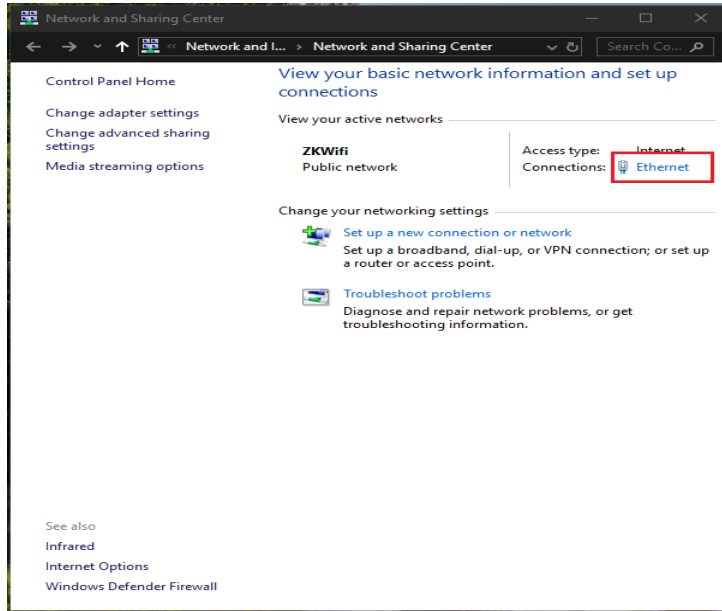 Network and Sharing Center
Network and I... > Network and Sharing Center
Search Co...
Control Panel Home
Change adapter settings
Change advanced sharing
settings
Media streaming options
View your basic network information and set up
connections
View your active networks
ZKWifi
Public network
Access type: Internet
Connections: Ethernet
Change your networking settings
Set up a new connection or network
Set up a broadband, dial-up, or VPN connection; or set up
a router or access point.
Troubleshoot problems
Diagnose and repair network problems, or get
troubleshooting information.
See also
Infrared
Internet Options
Windows Defender Firewall